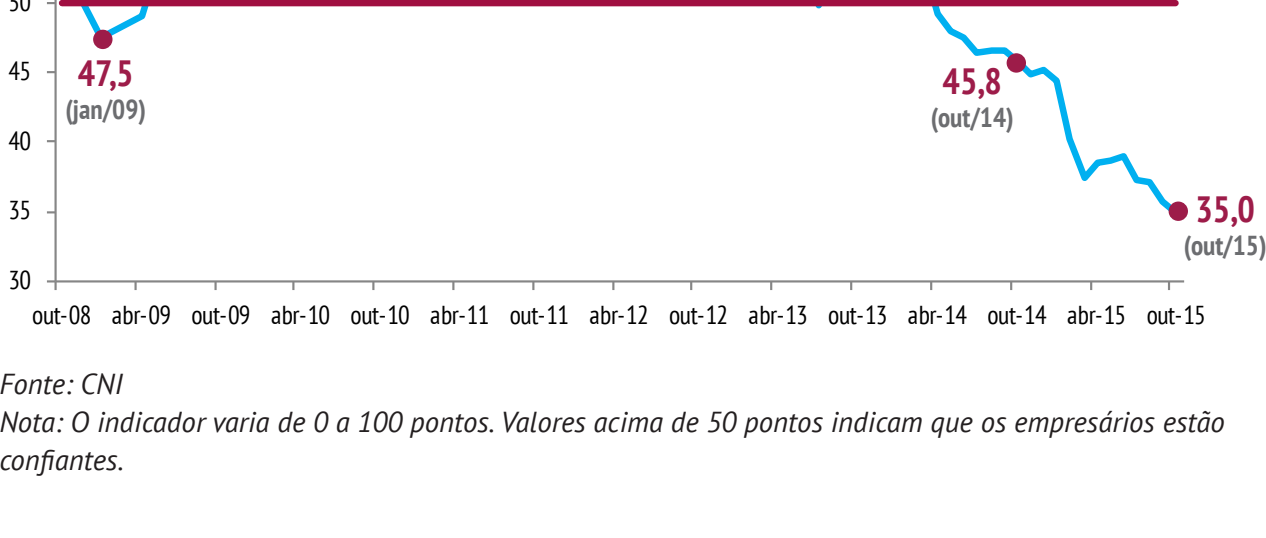 50
45
40
35
30
47,5
(jan/09)
45,8
(out/14)
35,0
(out/15)
out-08 abr-09 out-09 abr-10 out-10 abr-11 out-11 abr-12 out-12 abr-13 out-13 abr-14 out-14 abr-15 out-15
Fonte: CNI
Nota: O indicador varia de 0 a 100 pontos. Valores acima de 50 pontos indicam que os empresários estão
confiantes.